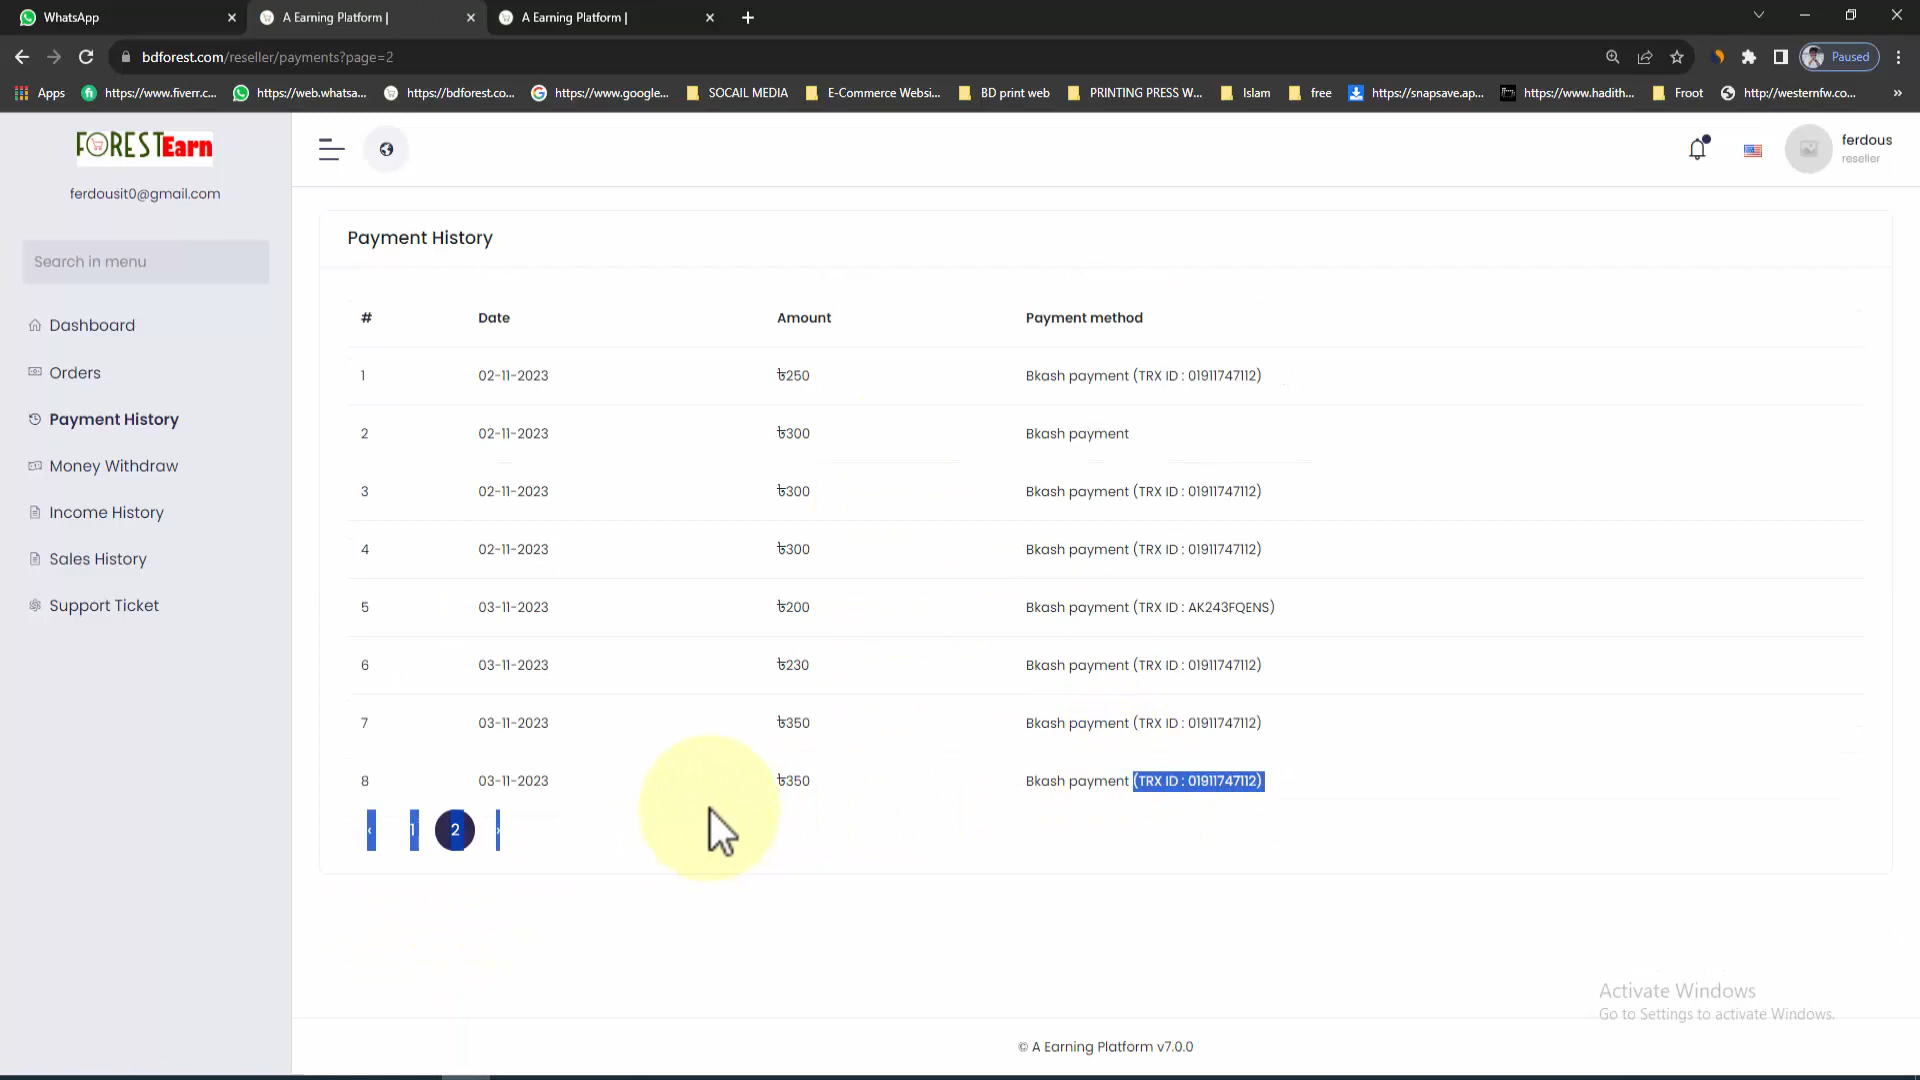 WhatsApp
A Earning Platform |
A Earning Platform |
bdforest.com/reseller/payments?page=2
Paused
Apps
https://www.fiverr.c...
https://web.whatsa...
https://bdforest.co...
https://www.google...
SOCAIL MEDIA
E-Commerce Websi...
BD print web
PRINTING PRESS W...
Islam
free
https://snapsave.ap...
https://www.hadith...
Froot
http://westernfw.co...
»
FORESTEarn
ferdousit0@gmail.com
Search in menu
Dashboard
Orders
Payment History
Money Withdraw
Income History
Sales History
Support Ticket
ferdous
reseller
Payment History
# Date Amount Payment method
1 02-11-2023 ৳250 Bkash payment (TRX ID : 01911747112)
2 02-11-2023 ৳300 Bkash payment
3 02-11-2023 ৳300 Bkash payment (TRX ID : 01911747112)
4 02-11-2023 ৳300 Bkash payment (TRX ID : 01911747112)
5 03-11-2023 ৳200 Bkash payment (TRX ID : AK243FQENS)
6 03-11-2023 ৳230 Bkash payment (TRX ID : 01911747112)
7 03-11-2023 ৳350 Bkash payment (TRX ID : 01911747112)
8 03-11-2023 ৳350 Bkash payment (TRX ID : 01911747112)
‹ 1 2 ›
Activate Windows
Go to Settings to activate Windows.
© A Earning Platform v7.0.0